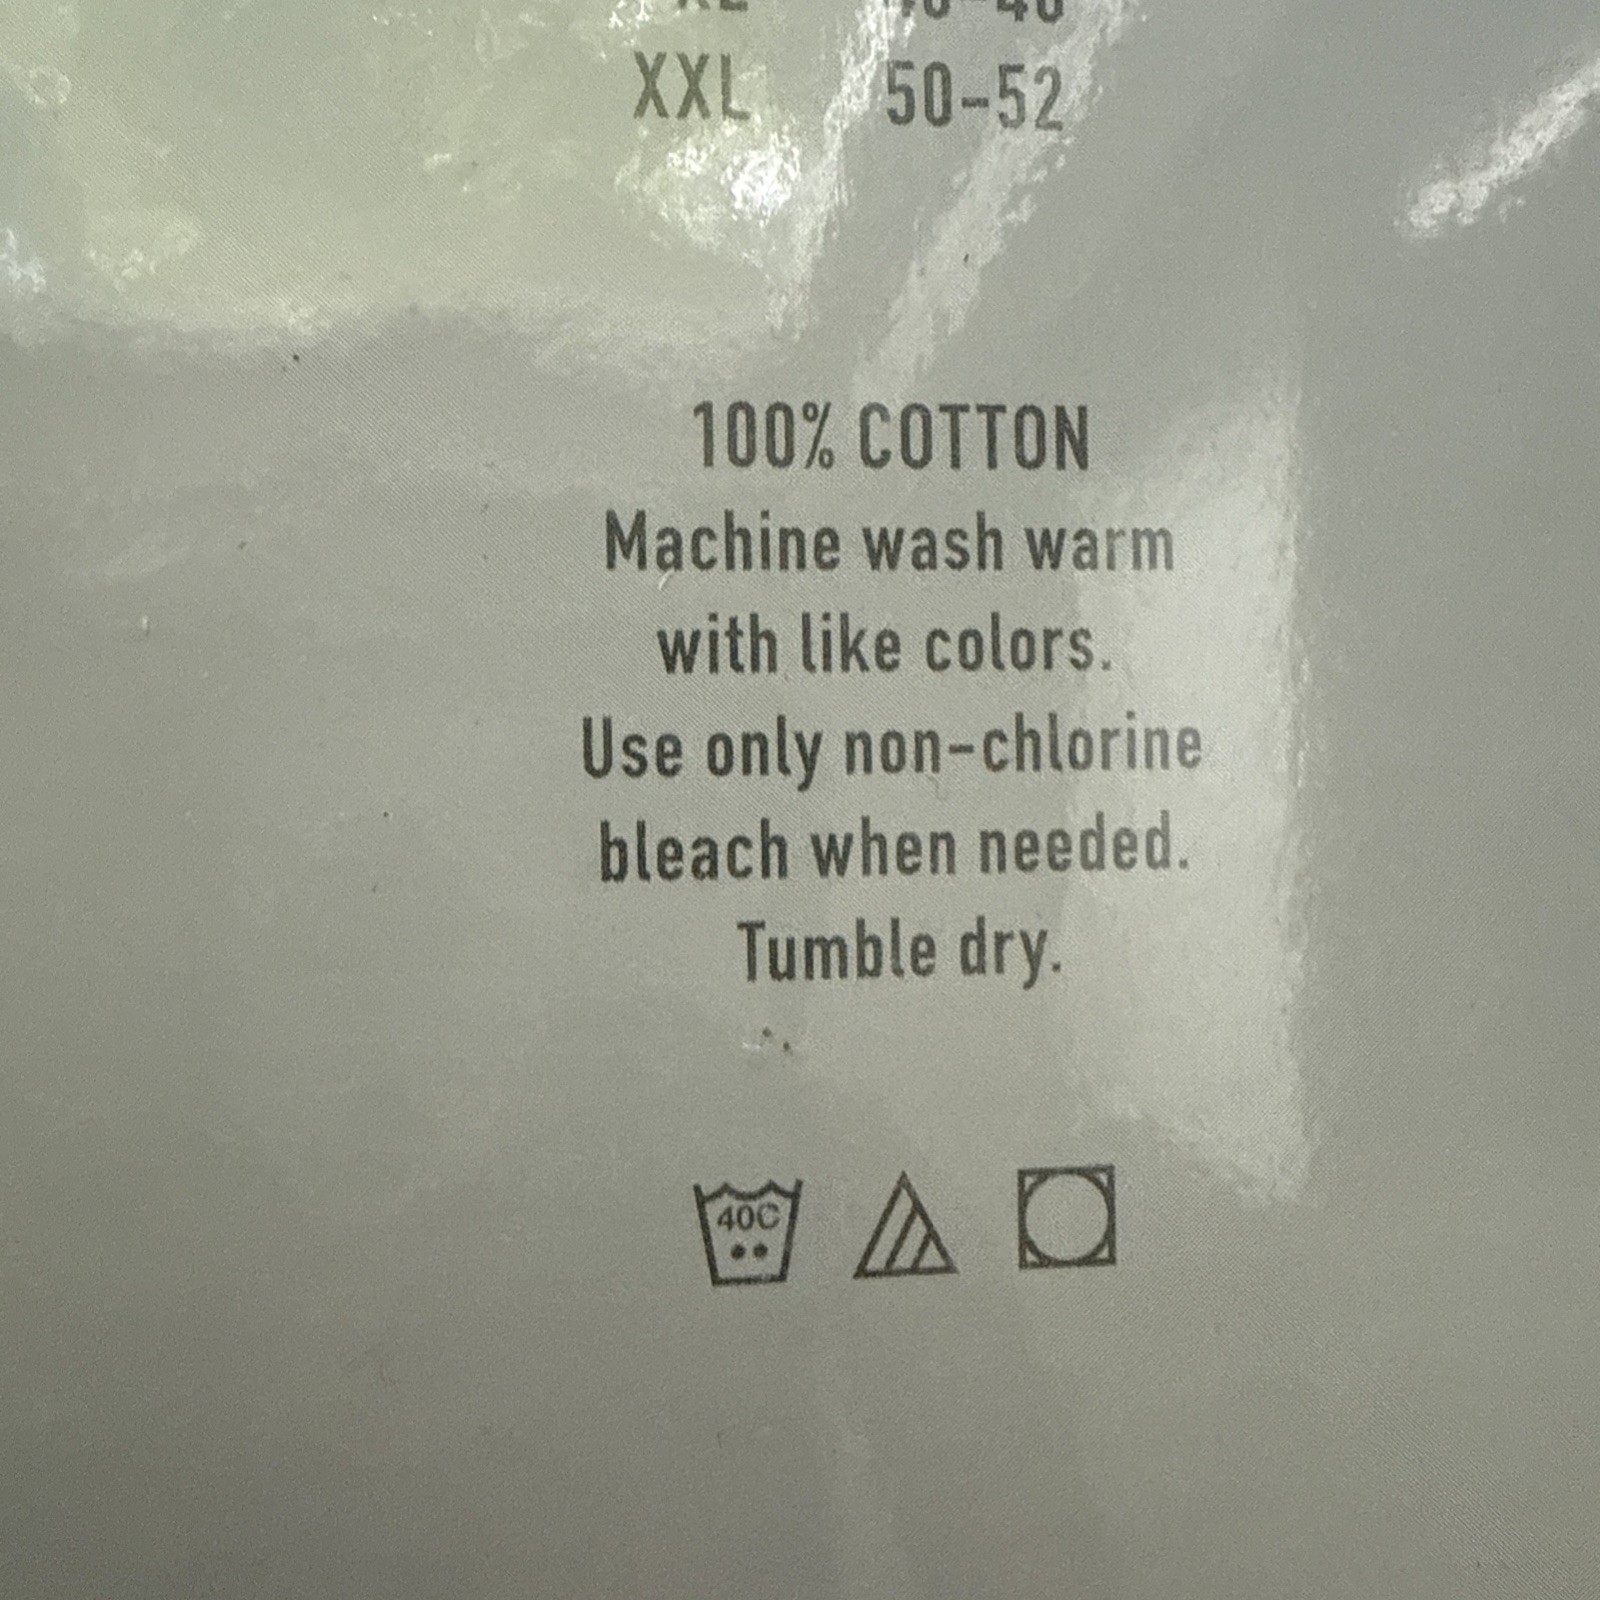 XXL 50-52
100% COTTON
Machine wash warm
with like colors.
Use only non-chlorine
bleach when needed.
Tumble dry.
40C